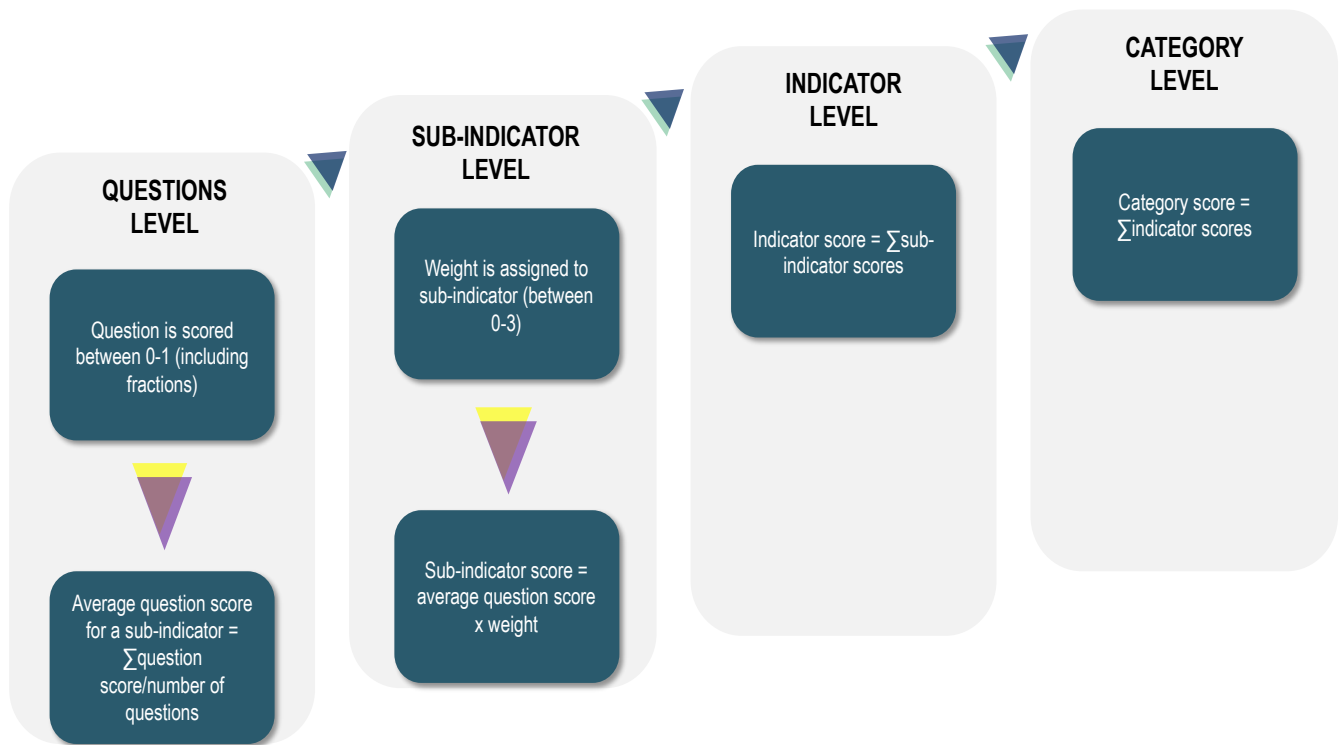 QUESTIONS
LEVEL
Question is scored
between 0-1 (including
fractions)
Average question score
for a sub-indicator =
∑question
score/number of
questions
SUB-INDICATOR
LEVEL
Weight is assigned to
sub-indicator (between
0-3)
Sub-indicator score =
average question score
x weight
INDICATOR
LEVEL
Indicator score = ∑sub-
indicator scores
CATEGORY
LEVEL
Category score =
∑indicator scores